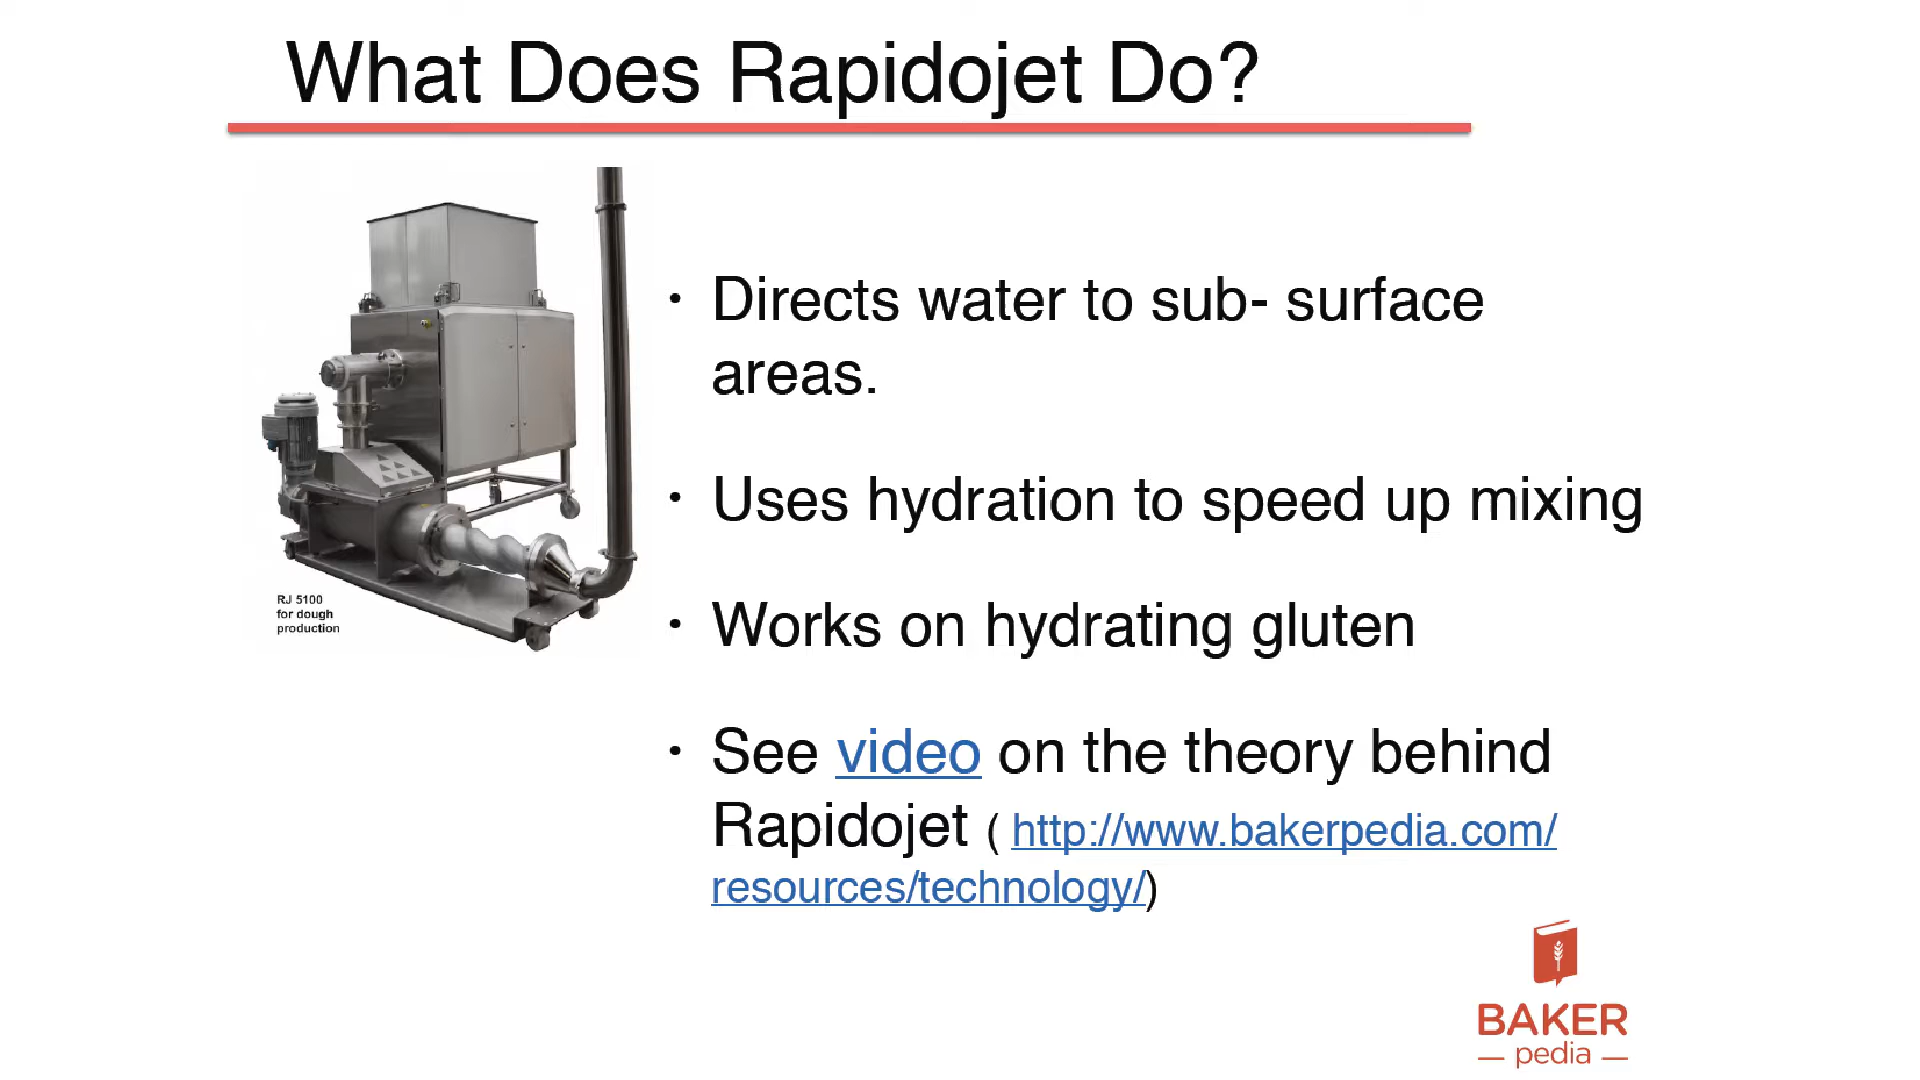 What Does Rapidojet Do?
• Directs water to sub- surface
areas.
• Uses hydration to speed up mixing
• Works on hydrating gluten
• See video on the theory behind
Rapidojet ( http://www.bakerpedia.com/
resources/technology/)
RJ 5100
for dough
production
BAKER
pedia